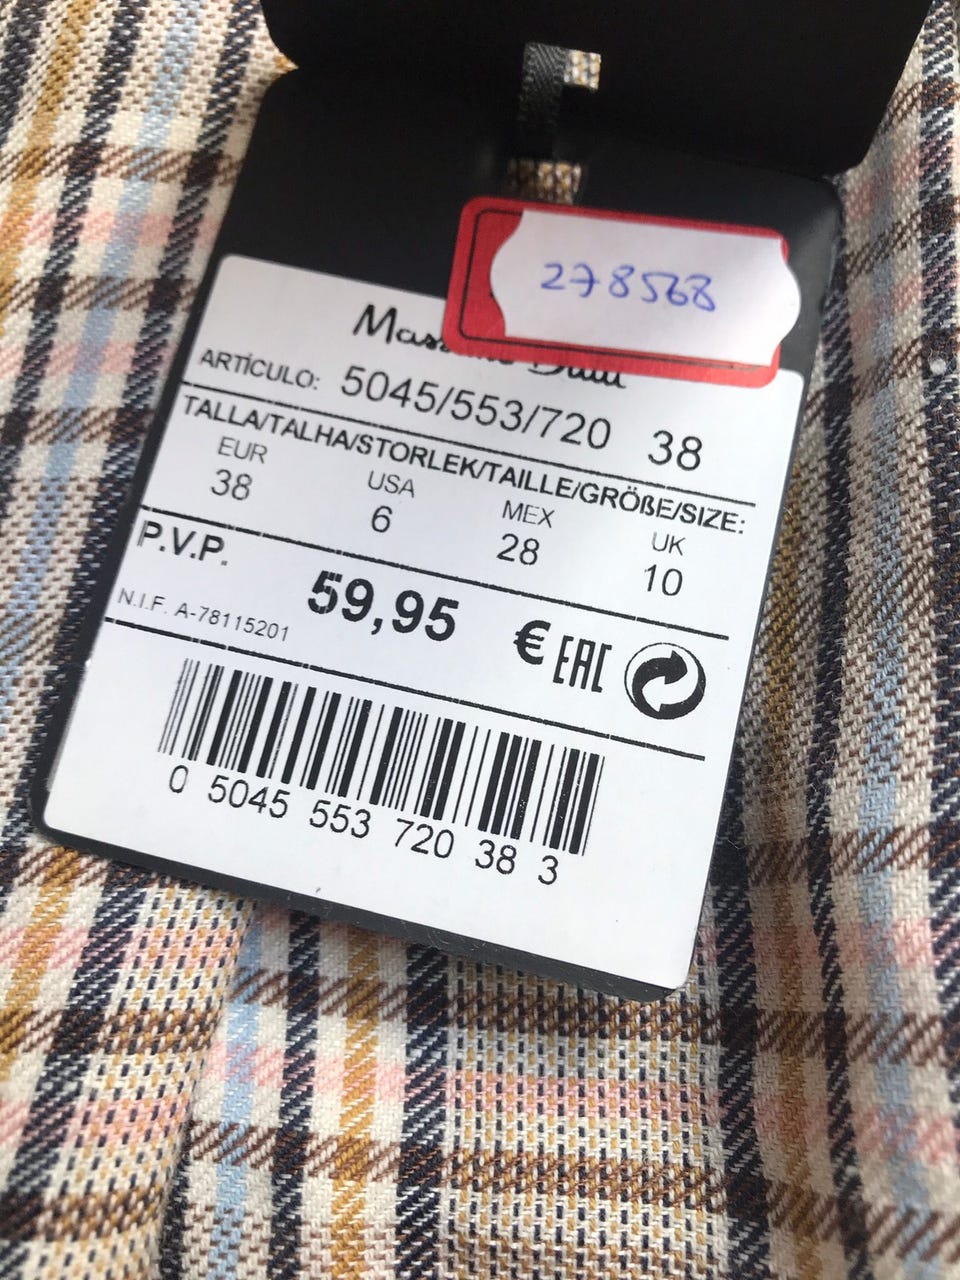 278568
ARTÍCULO: 5045/553/720 38
TALLA/TALHA/STORLEK/TAILLE/GRÖßE/SIZE:
EUR USA MEX UK
38 6 28 10
P.V.P. 59,95 € EAC
N.I.F. A-78115201
0 5045 553 720 38 3